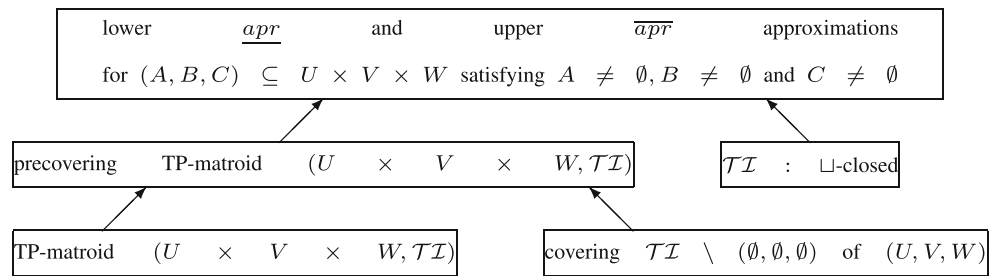 lower apr and upper apr approximations
for (A, B, C) ⊆ U × V × W satisfying A ≠ ∅, B ≠ ∅ and C ≠ ∅
precovering TP-matroid (U × V × W, 𝒯ℐ)
𝒯ℐ : ⊔-closed
TP-matroid (U × V × W, 𝒯ℐ)
covering 𝒯ℐ \ (∅, ∅, ∅) of (U, V, W)